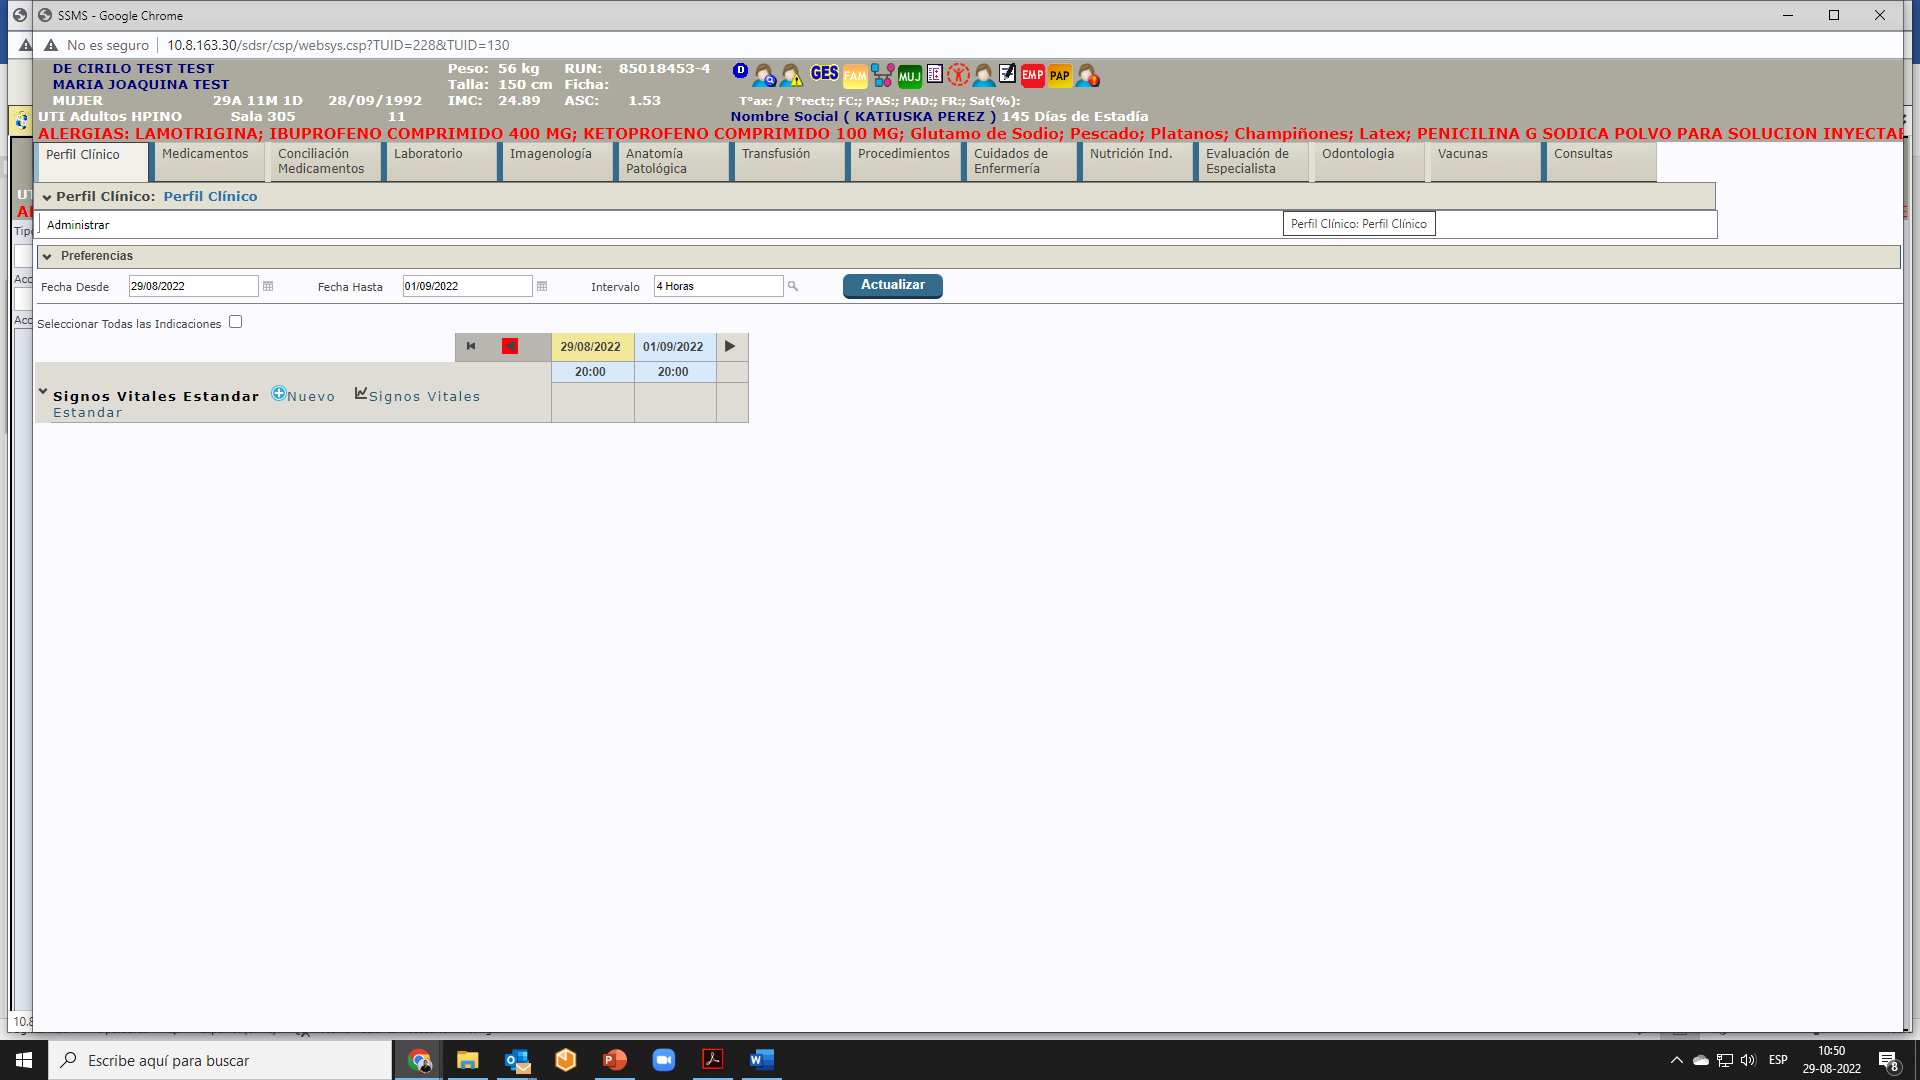 SSMS - Google Chrome
No es seguro 10.8.163.30/sdsr/csp/websys.csp?TUID=228&TUID=130
DE CIRILO TEST TEST Peso: 56 kg RUN: 85018453-4 D GES FAM MUJ EMP PAP
MARIA JOAQUINA TEST Talla: 150 cm Ficha:
MUJER 29A 11M 1D 28/09/1992 IMC: 24.89 ASC: 1.53 T°ax: / T°rect:; FC:; PAS:; PAD:; FR:; Sat(%):
UTI Adultos HPINO Sala 305 11 Nombre Social ( KATIUSKA PEREZ ) 145 Días de Estadía
ALERGIAS: LAMOTRIGINA; IBUPROFENO COMPRIMIDO 400 MG; KETOPROFENO COMPRIMIDO 100 MG; Glutamo de Sodio; Pescado; Platanos; Champiñones; Latex; PENICILINA G SODICA POLVO PARA SOLUCION
Perfil Clínico
Medicamentos
Conciliación Medicamentos
Laboratorio
Imagenología
Anatomía Patológica
Transfusión
Procedimientos
Cuidados de Enfermería
Nutrición Ind.
Evaluación de Especialista
Odontologia
Vacunas
Consultas
Perfil Clínico: Perfil Clínico
Administrar
Perfil Clínico: Perfil Clínico
Preferencias
Fecha Desde 29/08/2022 Fecha Hasta 01/09/2022 Intervalo 4 Horas Actualizar
Seleccionar Todas las Indicaciones
29/08/2022 01/09/2022
20:00 20:00
Signos Vitales Estandar Nuevo Signos Vitales
Estandar
10.8
Escribe aquí para buscar
ESP
10:50
29-08-2022
8